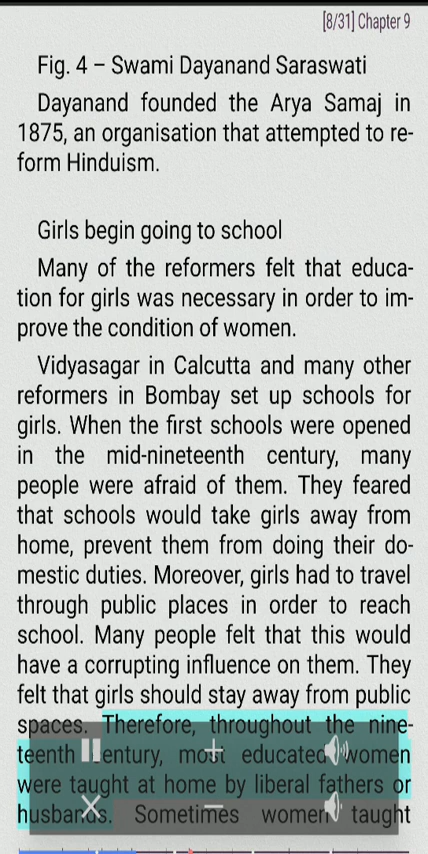 [8/31] Chapter 9
Fig. 4 – Swami Dayanand Saraswati
Dayanand founded the Arya Samaj in
1875, an organisation that attempted to re-
form Hinduism.
Girls begin going to school
Many of the reformers felt that educa-
tion for girls was necessary in order to im-
prove the condition of women.
Vidyasagar in Calcutta and many other
reformers in Bombay set up schools for
girls. When the first schools were opened
in the mid-nineteenth century, many
people were afraid of them. They feared
that schools would take girls away from
home, prevent them from doing their do-
mestic duties. Moreover, girls had to travel
through public places in order to reach
school. Many people felt that this would
have a corrupting influence on them. They
felt that girls should stay away from public
spaces. Therefore, throughout the nine-
teenth century, most educated women
were taught at home by liberal fathers or
husbands. Sometimes women taught